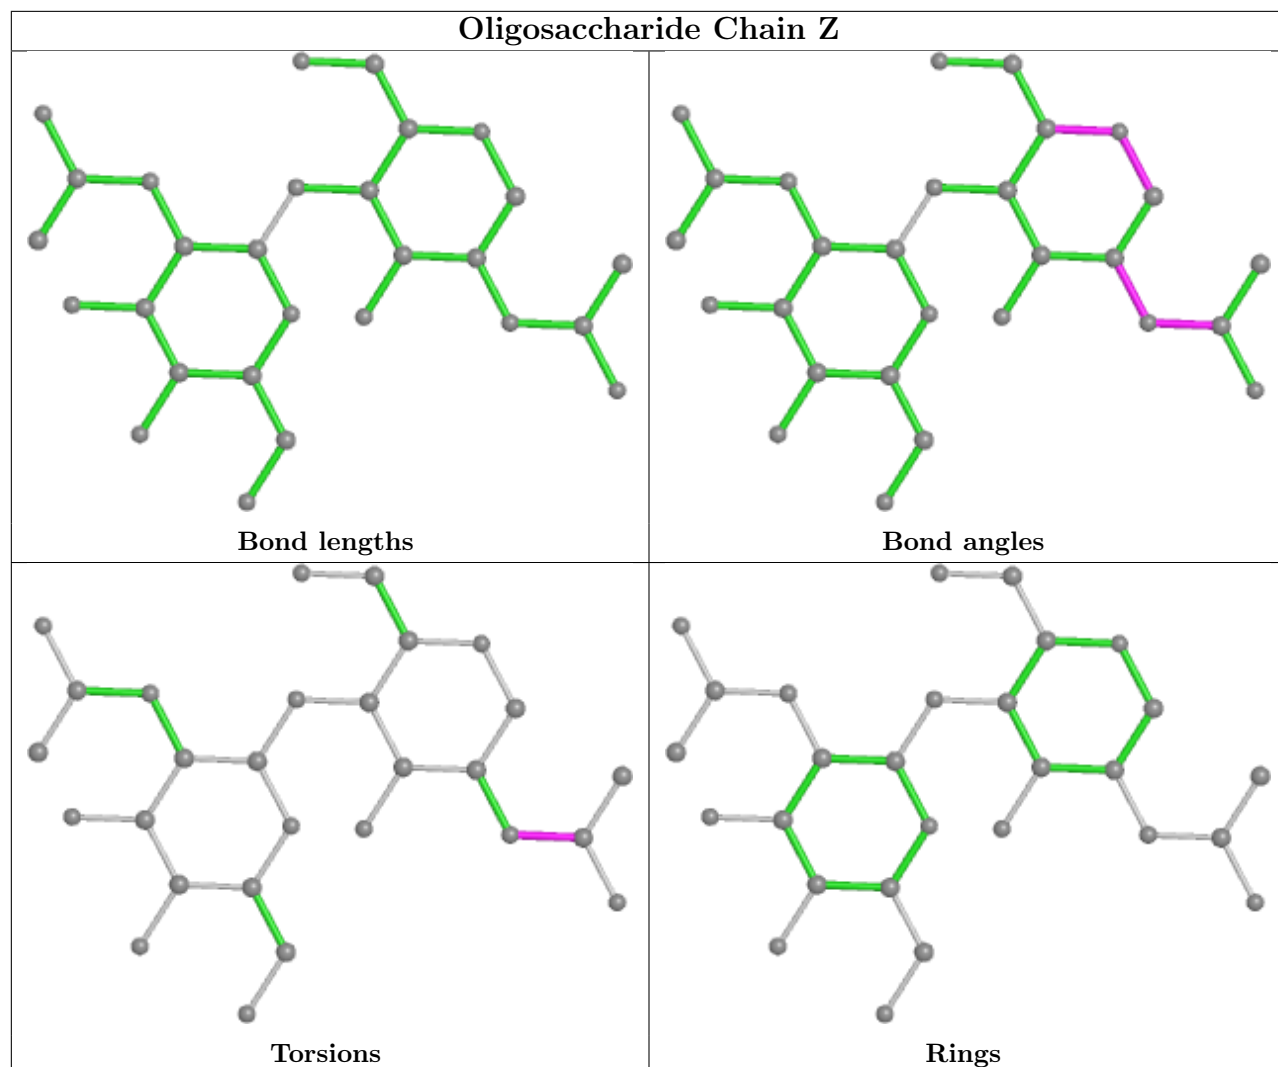 Oligosaccharide Chain Z
Bond lengths
Bond angles
Torsions
Rings